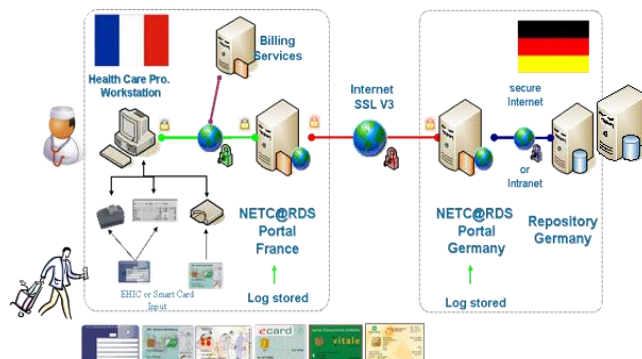 Billing
Services
Health Care Pro.
Workstation
Internet
SSL V3
secure
Internet
or
Intranet
NETC@RDS
Portal
France
NETC@RDS
Portal
Germany
Repository
Germany
EHIC or Smart Card
Input
Log stored
Log stored
ecard
vitale